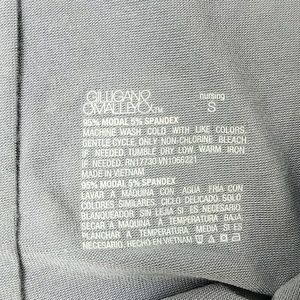 GILLIGAN&
OMALLEY™
nursing
S
95% MODAL 5% SPANDEX
MACHINE WASH COLD WITH LIKE COLORS,
GENTLE CYCLE. ONLY NON-CHLORINE BLEACH
IF NEEDED. TUMBLE DRY LOW. WARM IRON
IF NEEDED. RN17730 VN1066221
MADE IN VIETNAM
95% MODAL 5% SPANDEX
LAVAR A MÁQUINA CON AGUA FRIA CON
COLORES SIMILARES. CICLO DELICADO. SOLO
BLANQUEADOR SIN LEJIA SI ES NECESARIO.
SECAR A MÁQUINA A TEMPERATURA BAJA.
PLANCHAR A TEMPERATURA MEDIA SI ES
NECESARIO. HECHO EN VIETNAM